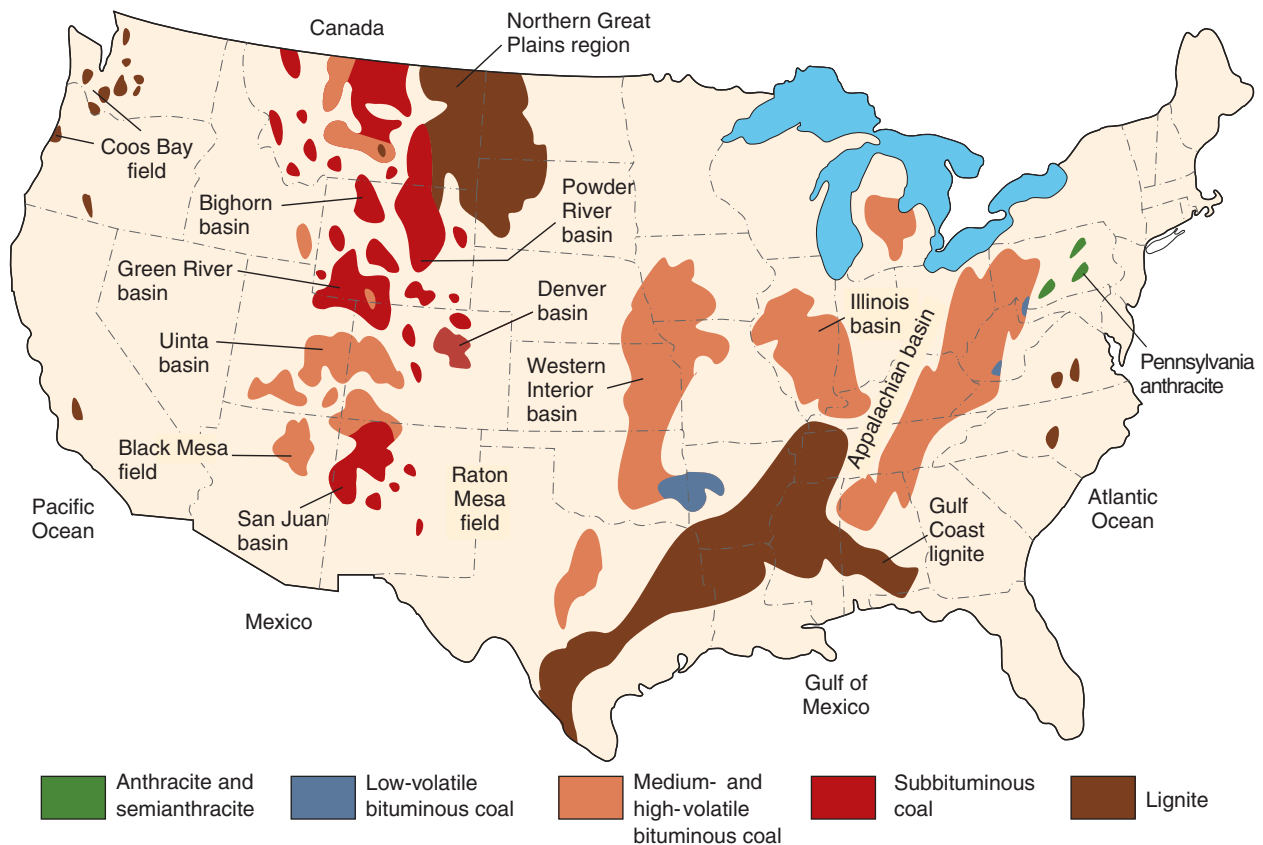 Canada
Northern Great
Plains region
Coos Bay
field
Bighorn
basin
Powder
River
basin
Green River
basin
Denver
basin
Illinois
basin
Uinta
basin
Western
Interior
basin
Appalachian basin
Pennsylvania
anthracite
Black Mesa
field
Raton
Mesa
field
San Juan
basin
Pacific
Ocean
Gulf
Coast
lignite
Atlantic
Ocean
Mexico
Gulf of
Mexico
Anthracite and
semianthracite
Low-volatile
bituminous coal
Medium- and
high-volatile
bituminous coal
Subbituminous
coal
Lignite